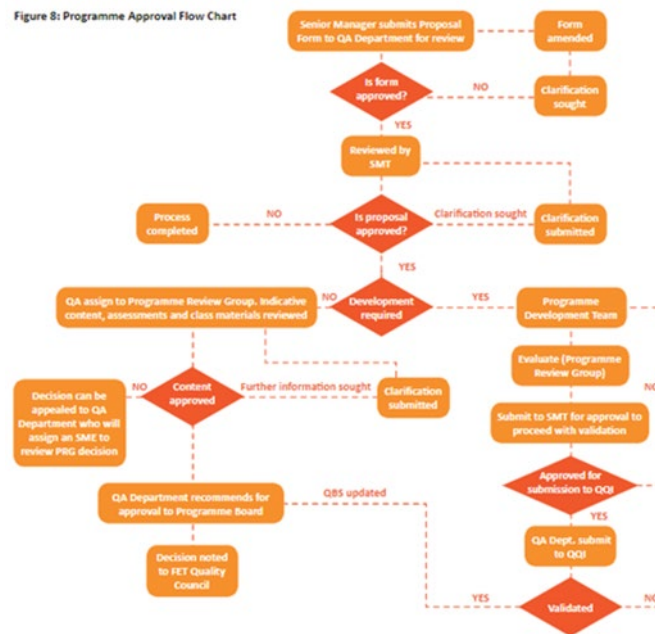 Figure 8: Programme Approval Flow Chart
Senior Manager submits Proposal
Form to QA Department for review
Form
amended
Is form
approved?
NO
Clarification
sought
YES
Reviewed by
SMT
Process
completed
NO
Is proposal
approved?
Clarification sought
Clarification
submitted
YES
QA assign to Programme Review Group. Indicative
content, assessments and class materials reviewed
NO
Development
required
YES
Programme
Development Team
Evaluate (Programme
Review Group)
NO
Decision can be
appealed to QA
Department who will
assign an SME to
review PRG decision
NO
Content
approved
Further information sought
Clarification
submitted
Submit to SMT for approval to
proceed with validation
QA Department recommends for
approval to Programme Board
QBS updated
Approved for
submission to QQI
YES
QA Dept. submit
to QQI
Decision noted
to FET Quality
Council
YES
Validated
NO